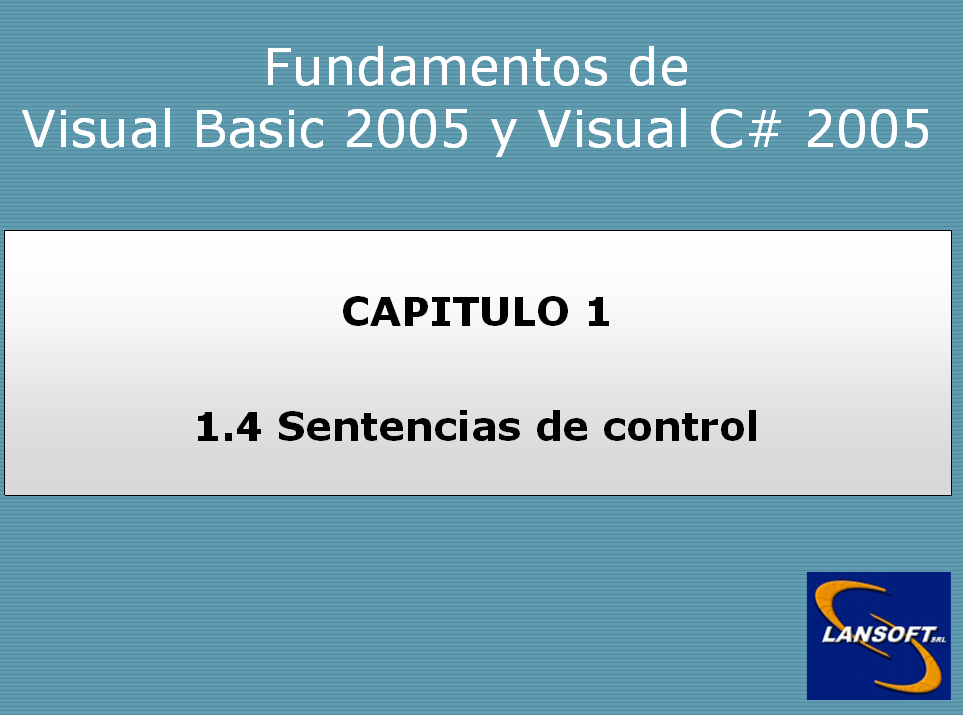 Fundamentos de
Visual Basic 2005 y Visual C# 2005
CAPITULO 1
1.4 Sentencias de control
LANSOFT SRL